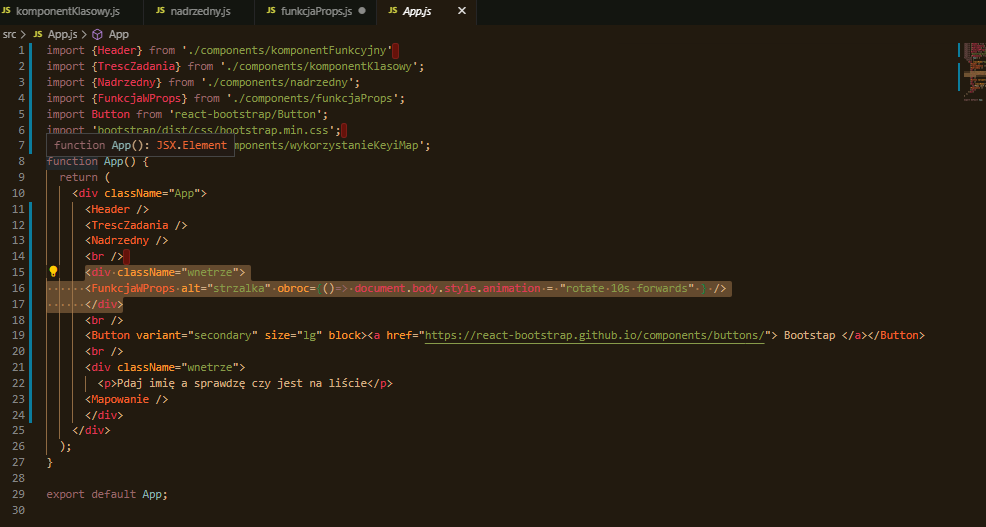 JS komponentKlasowy.js JS nadrzedny.js JS funkcjaProps.js ● JS App.js ×
src > JS App.js > App
1 import {Header} from './components/komponentFunkcyjny'
2 import {TrescZadania} from './components/komponentKlasowy';
3 import {Nadrzedny} from './components/nadrzedny';
4 import {FunkcjaWProps} from './components/funkcjaProps';
5 import Button from 'react-bootstrap/Button';
6 import 'bootstrap/dist/css/bootstrap.min.css';
7 function App(): JSX.Element mponents/wykorzystanieKeyiMap';
8 function App() {
9 return (
10 <div className="App">
11 <Header />
12 <TrescZadania />
13 <Nadrzedny />
14 <br />
15 <div className="wnetrze">
16 <FunkcjaWProps alt="strzalka" obroc={()=> document.body.style.animation = "rotate 10s forwards" } />
17 </div>
18 <br />
19 <Button variant="secondary" size="lg" block><a href="https://react-bootstrap.github.io/components/buttons/"> Bootstap </a></Button>
20 <br />
21 <div className="wnetrze">
22 <p>Pdaj imię a sprawdzę czy jest na liście</p>
23 <Mapowanie />
24 </div>
25 </div>
26 );
27 }
28
29 export default App;
30